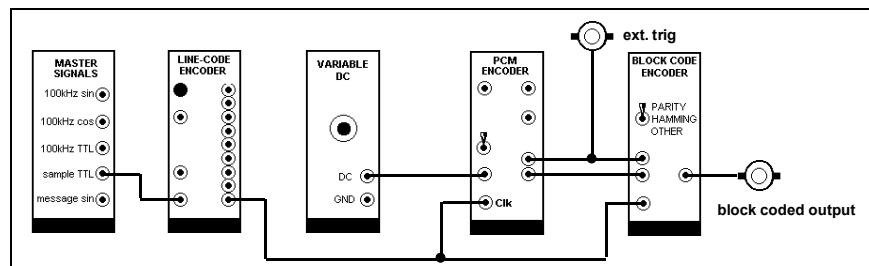 MASTER
SIGNALS
100kHz sin
100kHz cos
100kHz TTL
sample TTL
message sin
LINE-CODE
ENCODER
VARIABLE
DC
DC
GND
PCM
ENCODER
Clk
ext. trig
BLOCK CODE
ENCODER
PARITY
HAMMING
OTHER
block coded output